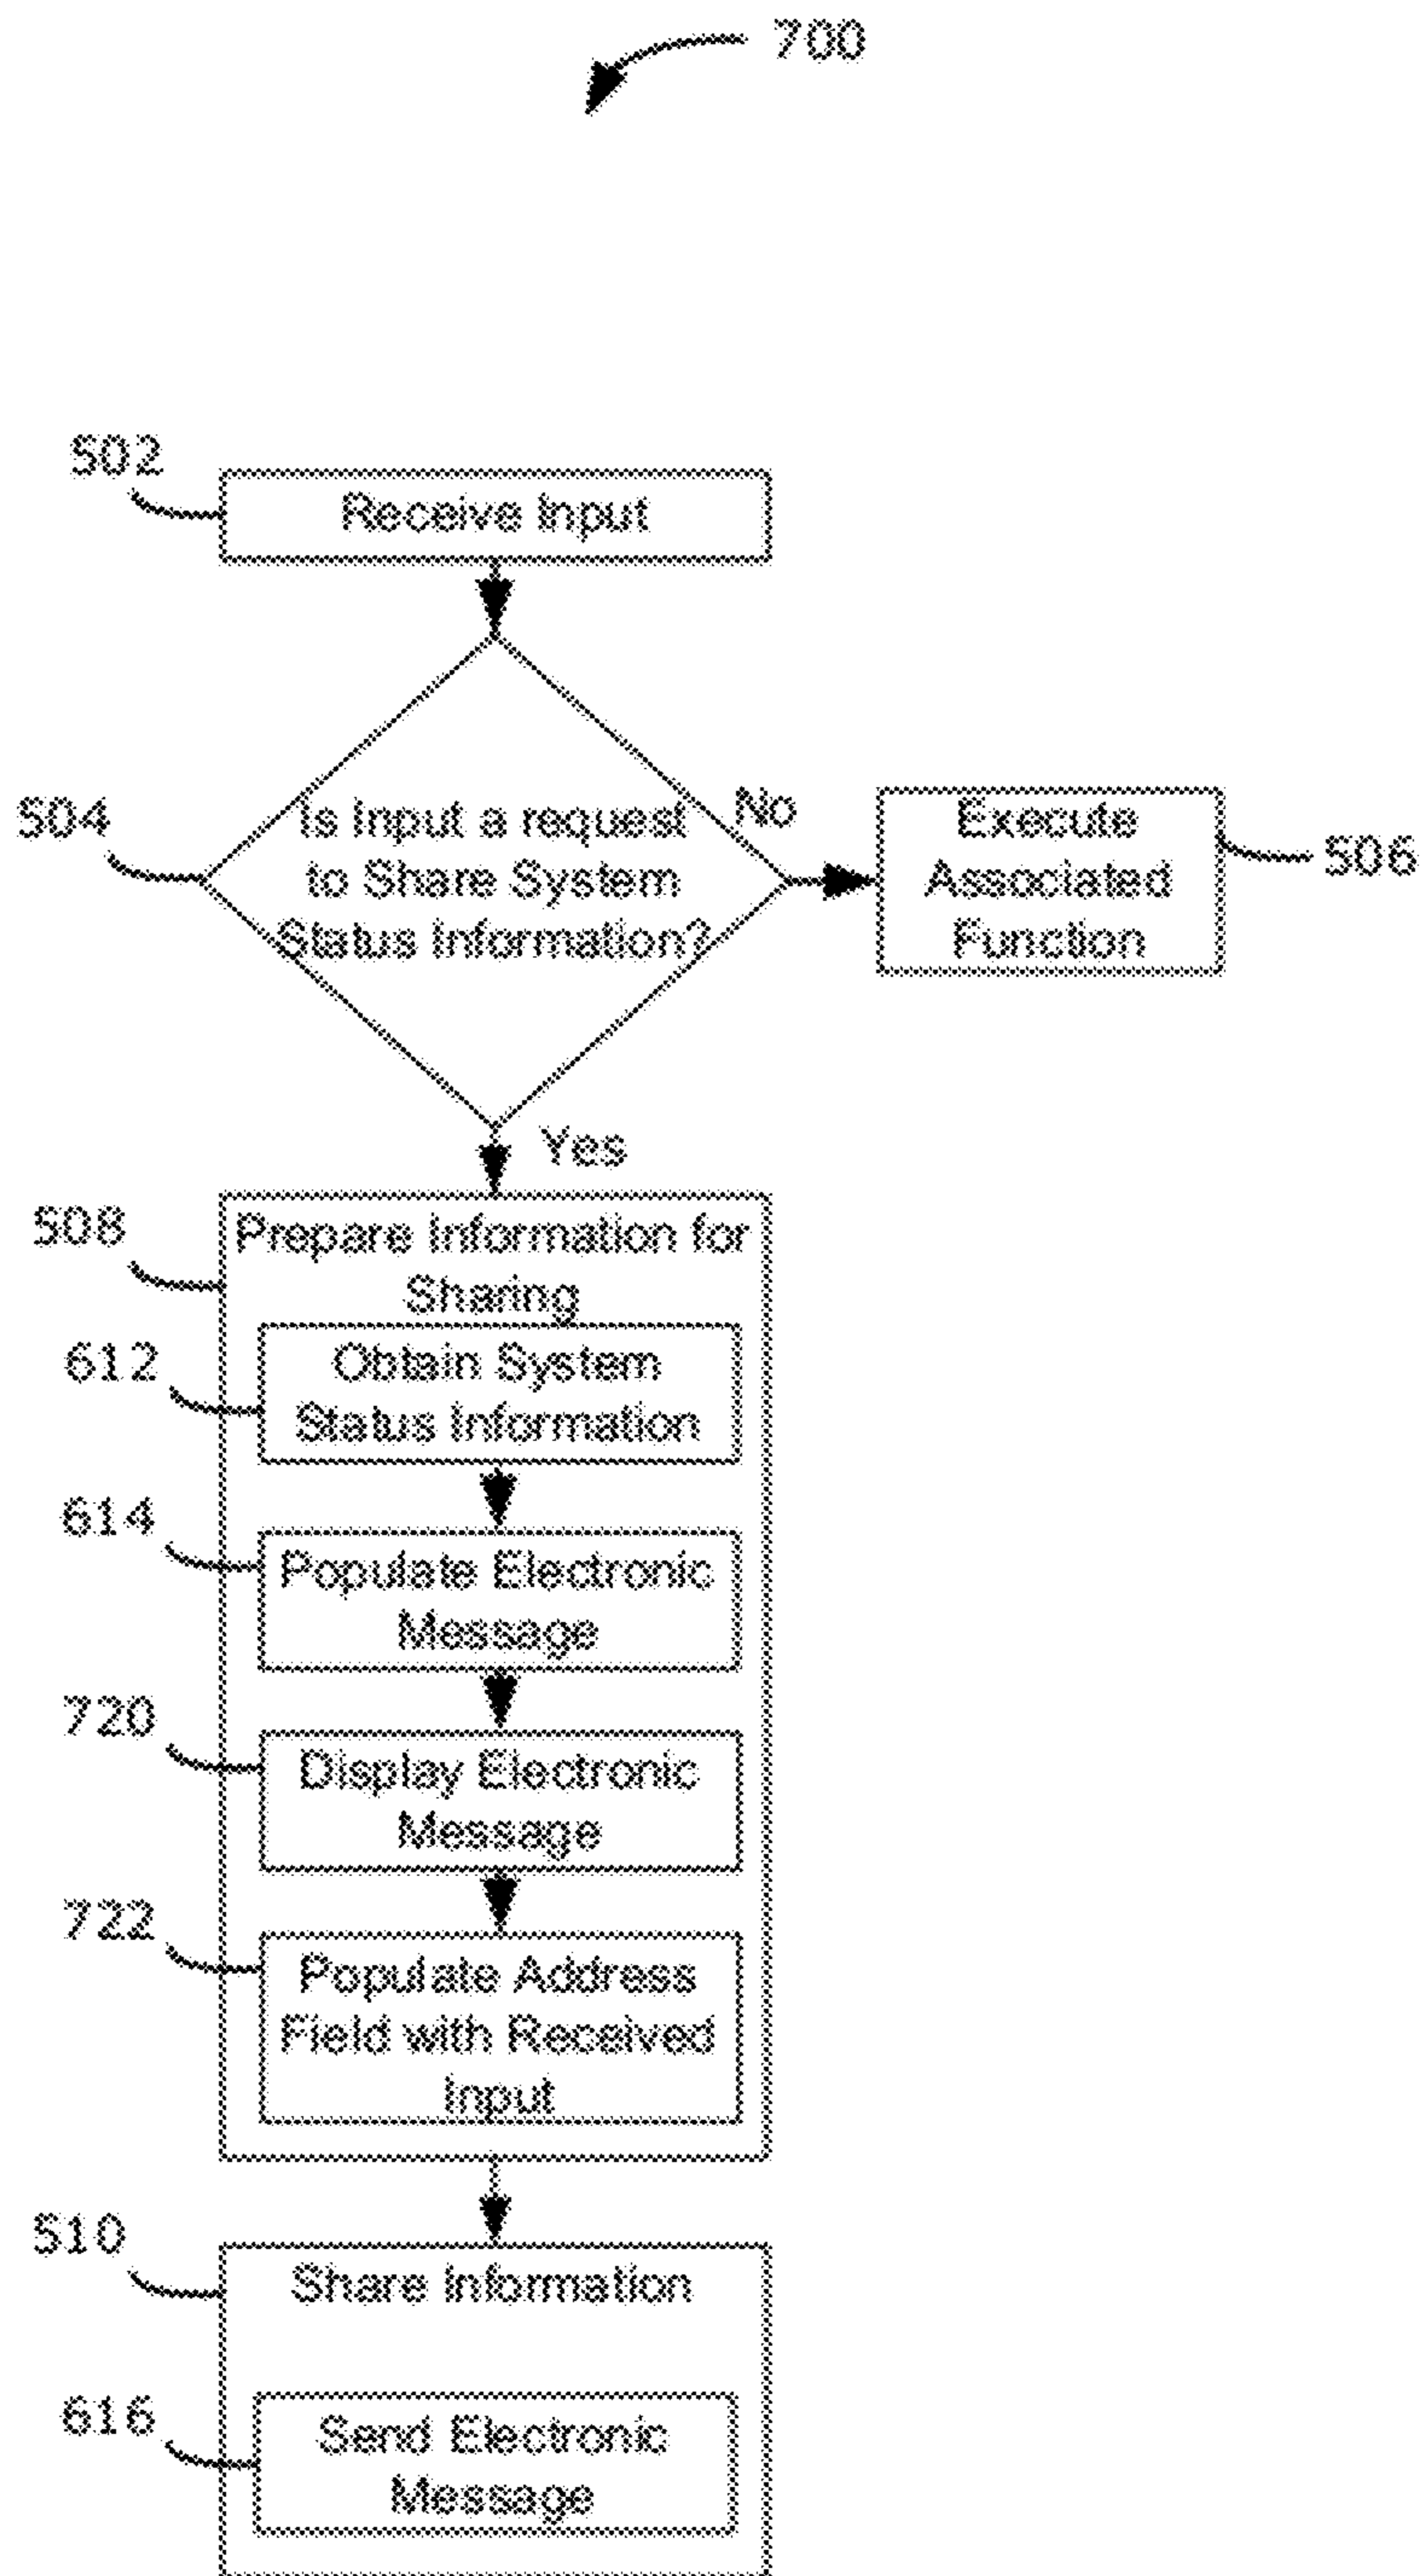 700
502
Receive Input
504
Is Input a request
to Share System
Status Information?
No
Execute
Associated
Function
506
Yes
508
Prepare Information for
Sharing
612
Obtain System
Status Information
614
Populate Electronic
Message
720
Display Electronic
Message
722
Populate Address
Field with Received
Input
510
Share Information
616
Send Electronic
Message